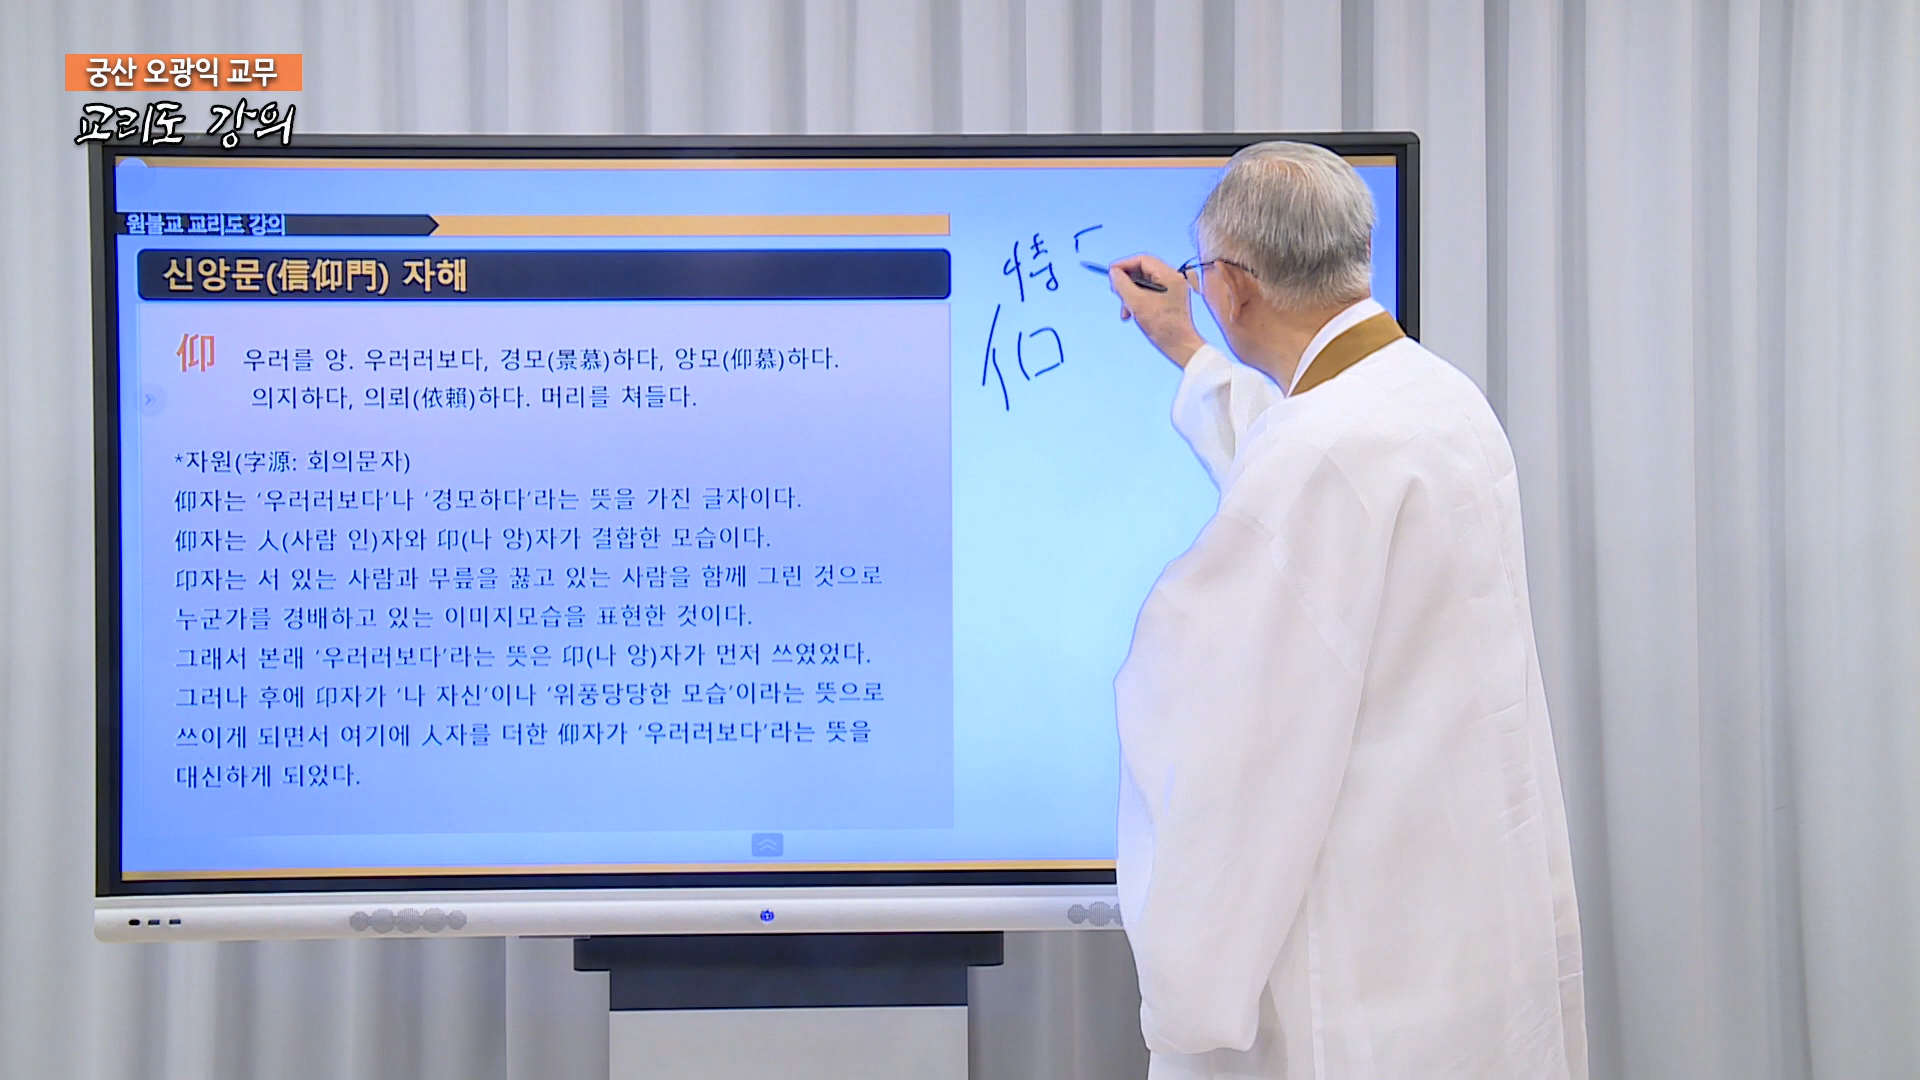 궁산 오광익 교무
교리도 강의
원불교 교리도 강의
신앙문(信仰門) 자해
仰 우러를 앙. 우러러보다, 경모(景慕)하다, 앙모(仰慕)하다.
의지하다, 의뢰(依賴)하다. 머리를 쳐들다.
*자원(字源: 회의문자)
仰자는 ‘우러러보다’나 ‘경모하다’라는 뜻을 가진 글자이다.
仰자는 人(사람 인)자와 卬(나 앙)자가 결합한 모습이다.
卬자는 서 있는 사람과 무릎을 꿇고 있는 사람을 함께 그린 것으로
누군가를 경배하고 있는 이미지모습을 표현한 것이다.
그래서 본래 ‘우러러보다’라는 뜻은 卬(나 앙)자가 먼저 쓰였었다.
그러나 후에 卬자가 ‘나 자신’이나 ‘위풍당당한 모습’이라는 뜻으로
쓰이게 되면서 여기에 人자를 더한 仰자가 ‘우러러보다’라는 뜻을
대신하게 되었다.